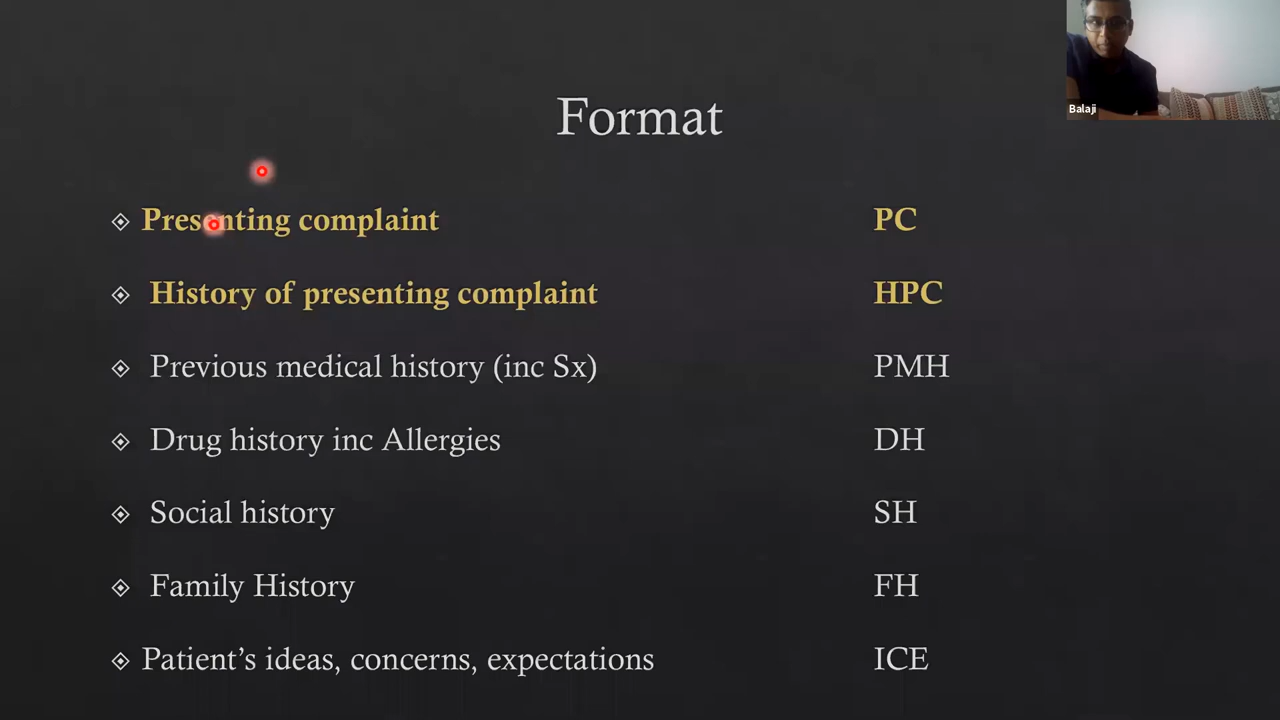 Balaji
Format
Presenting complaint PC
History of presenting complaint HPC
Previous medical history (inc Sx) PMH
Drug history inc Allergies DH
Social history SH
Family History FH
Patient's ideas, concerns, expectations ICE